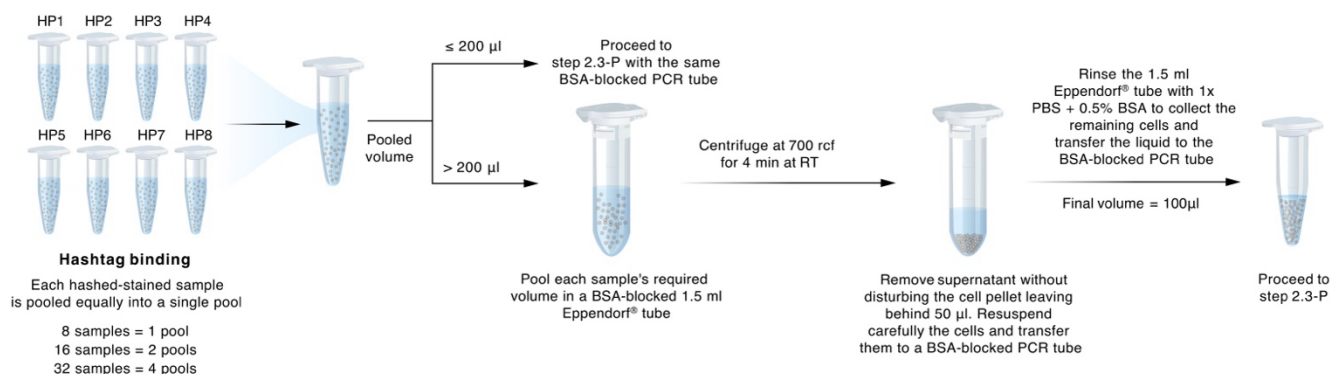 HP1 HP2 HP3 HP4
HP5 HP6 HP7 HP8
Hashtag binding
Each hashed-stained sample
is pooled equally into a single pool
8 samples = 1 pool
16 samples = 2 pools
32 samples = 4 pools
Pooled
volume
≤ 200 µl
Proceed to
step 2.3-P with the same
BSA-blocked PCR tube
> 200 µl
Pool each sample's required
volume in a BSA-blocked 1.5 ml
Eppendorf® tube
Centrifuge at 700 rcf
for 4 min at RT
Remove supernatant without
disturbing the cell pellet leaving
behind 50 µl. Resuspend
carefully the cells and transfer
them to a BSA-blocked PCR tube
Rinse the 1.5 ml
Eppendorf® tube with 1x
PBS + 0.5% BSA to collect the
remaining cells and
transfer the liquid to the
BSA-blocked PCR tube
Final volume = 100µl
Proceed to
step 2.3-P